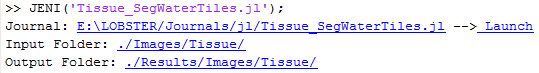 >> JENI('Tissue_SegWaterTiles.jl');
Journal: E:\LOBSTER/Journals/jl/Tissue_SegWaterTiles.jl --> Launch
Input Folder: ./Images/Tissue/
Output Folder: ./Results/Images/Tissue/